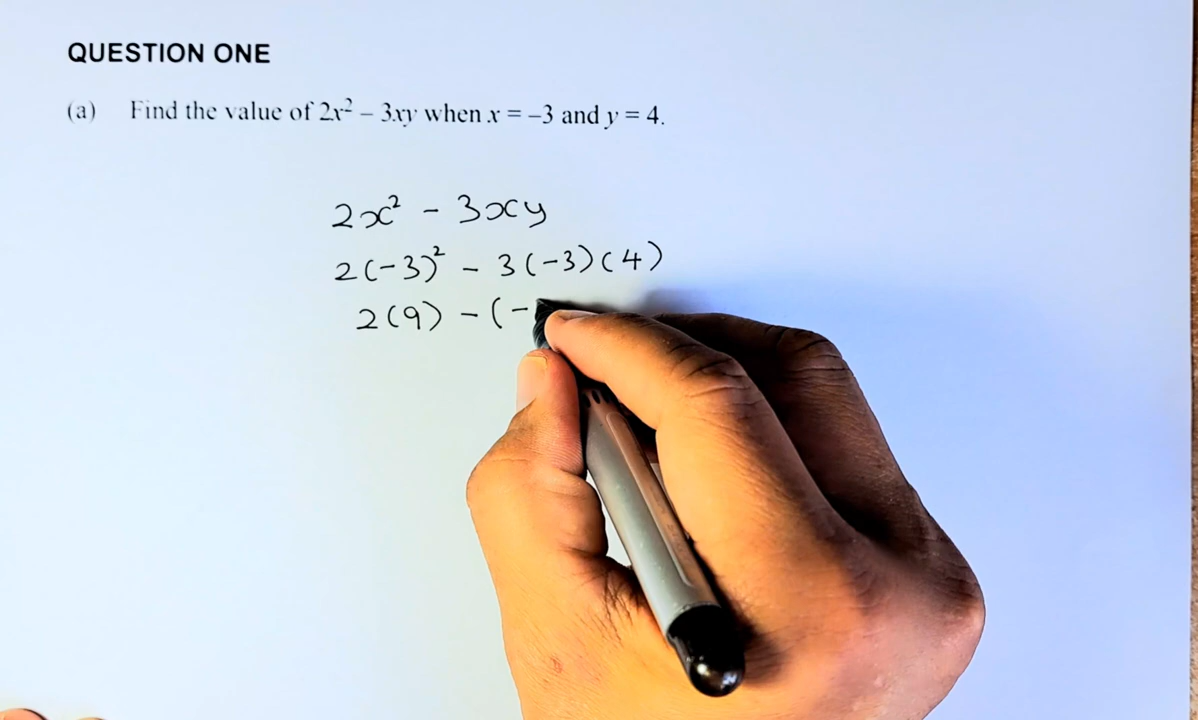 QUESTION ONE
(a) Find the value of 2x² – 3xy when x = –3 and y = 4.
2x² - 3xy
2(-3)² - 3(-3)(4)
2(9) - (-